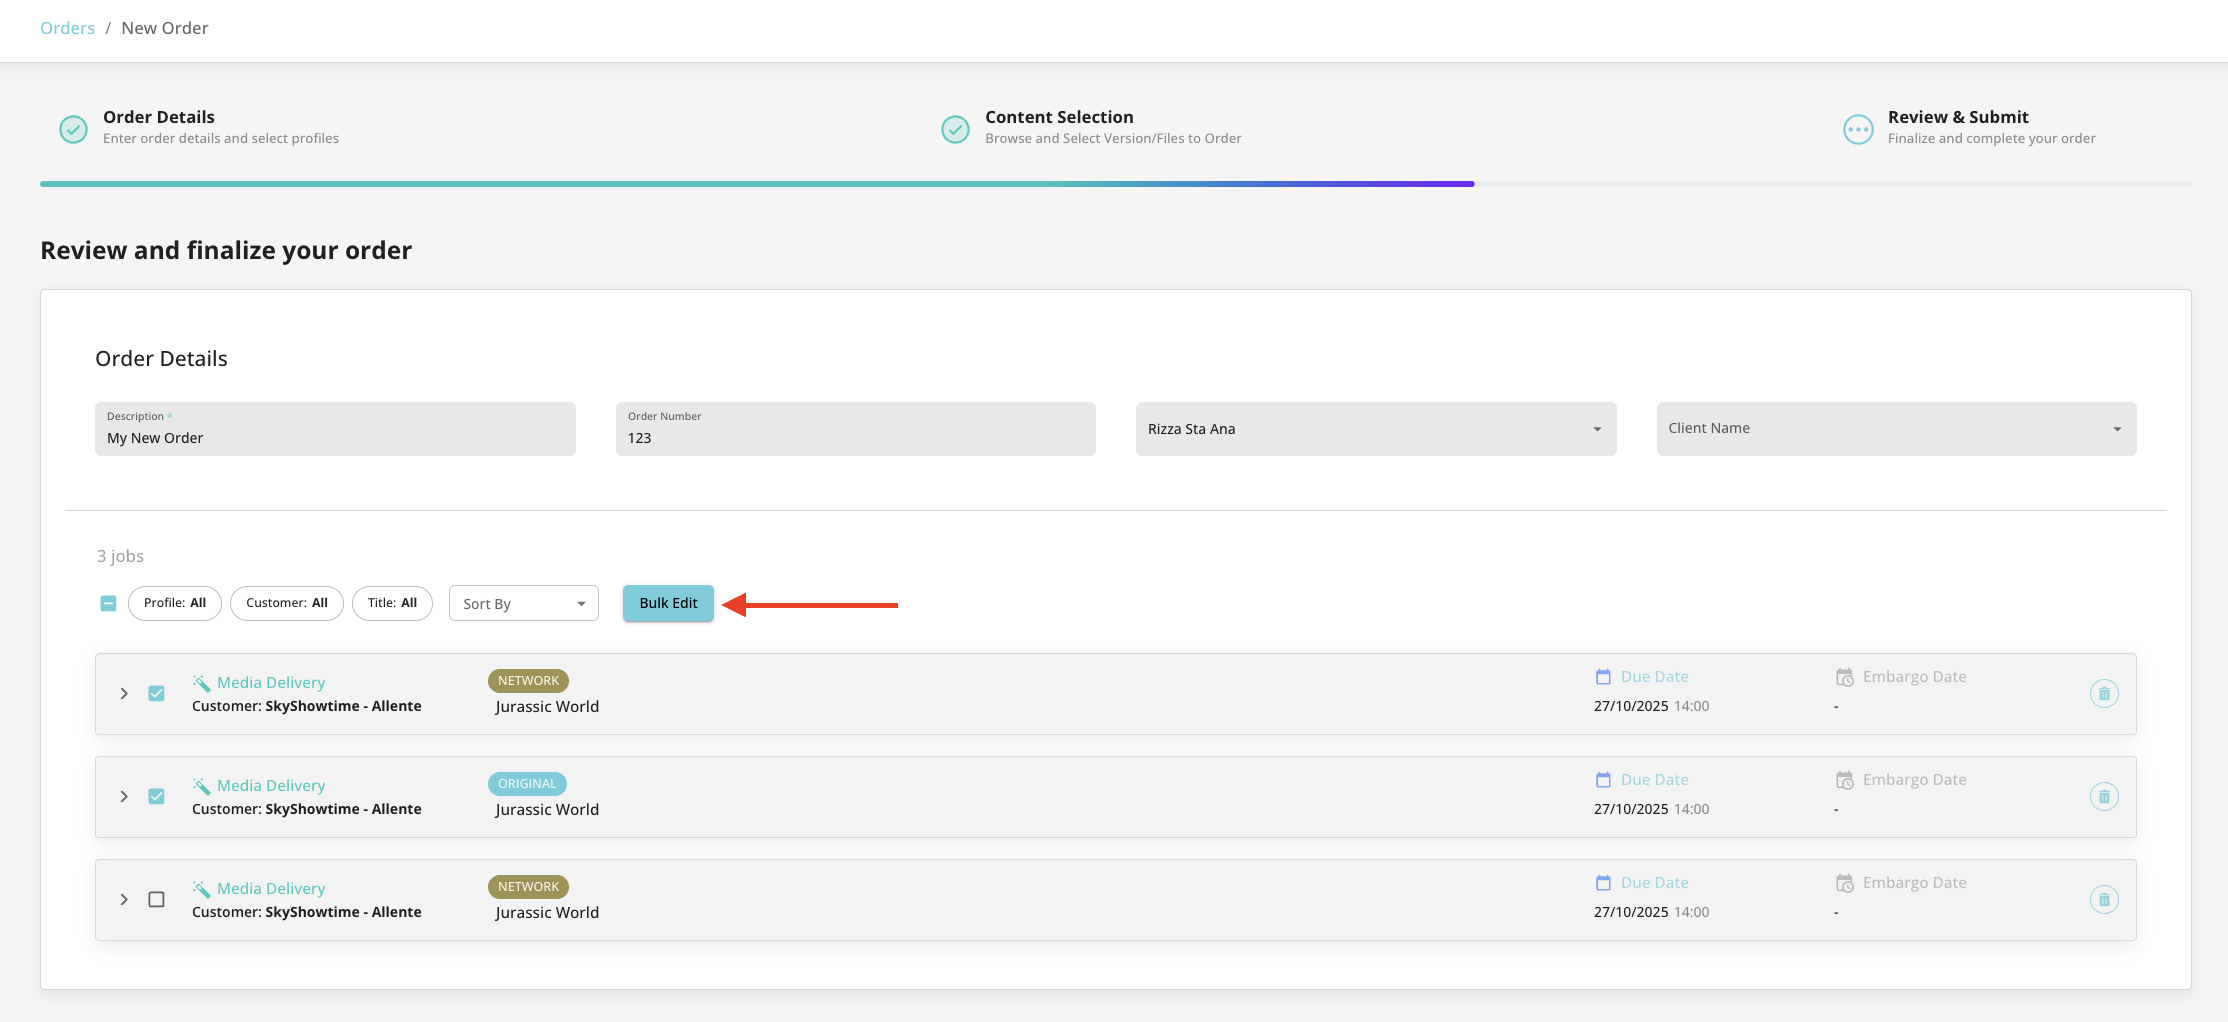 Orders / New Order
Order Details
Enter order details and select profiles
Content Selection
Browse and Select Version/Files to Order
Review & Submit
Finalize and complete your order
Review and finalize your order
Order Details
Description *
My New Order
Order Number
123
Rizza Sta Ana
Client Name
3 jobs
Profile: All
Customer: All
Title: All
Sort By
Bulk Edit
Media Delivery
Customer: SkyShowtime - Allente
NETWORK
Jurassic World
Due Date
27/10/2025 14:00
Embargo Date
-
Media Delivery
Customer: SkyShowtime - Allente
ORIGINAL
Jurassic World
Due Date
27/10/2025 14:00
Embargo Date
-
Media Delivery
Customer: SkyShowtime - Allente
NETWORK
Jurassic World
Due Date
27/10/2025 14:00
Embargo Date
-